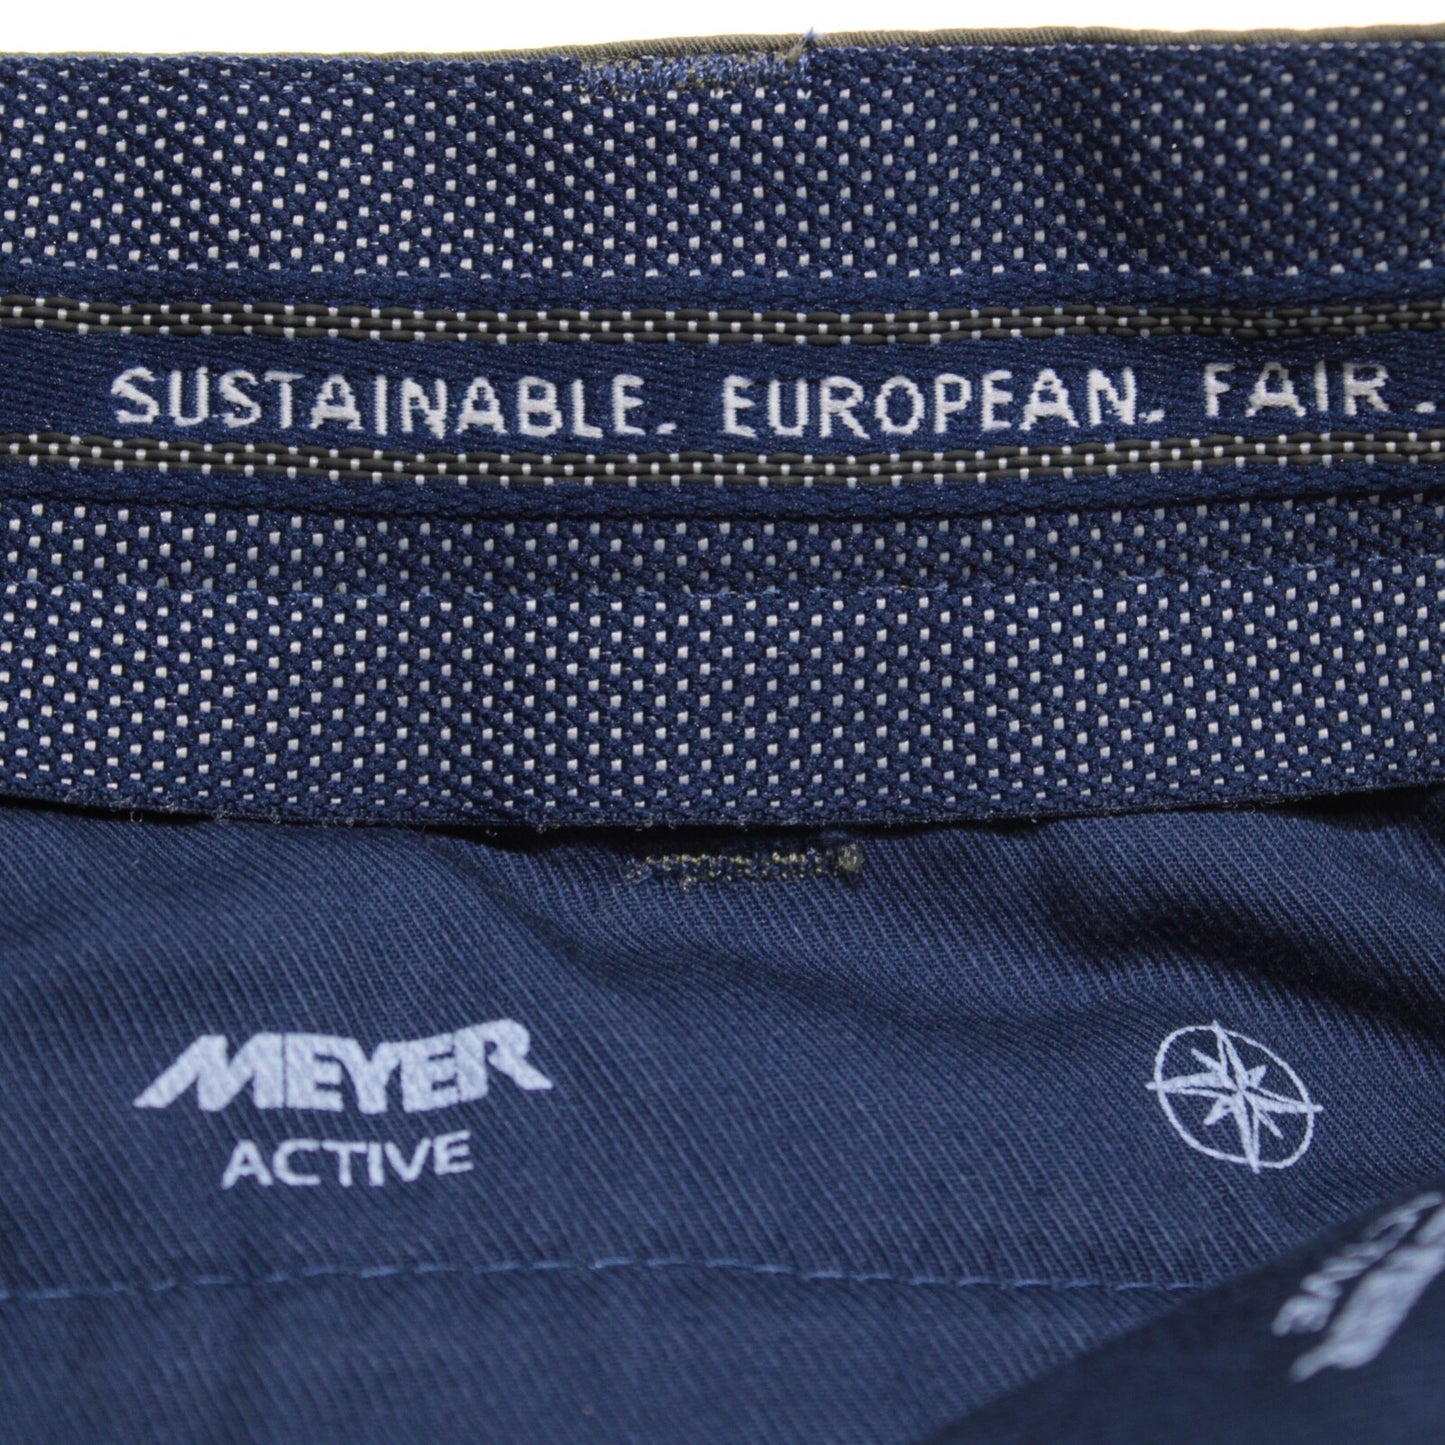 SUSTAINABLE. EUROPEAN. FAIR.
MEYER
ACTIVE